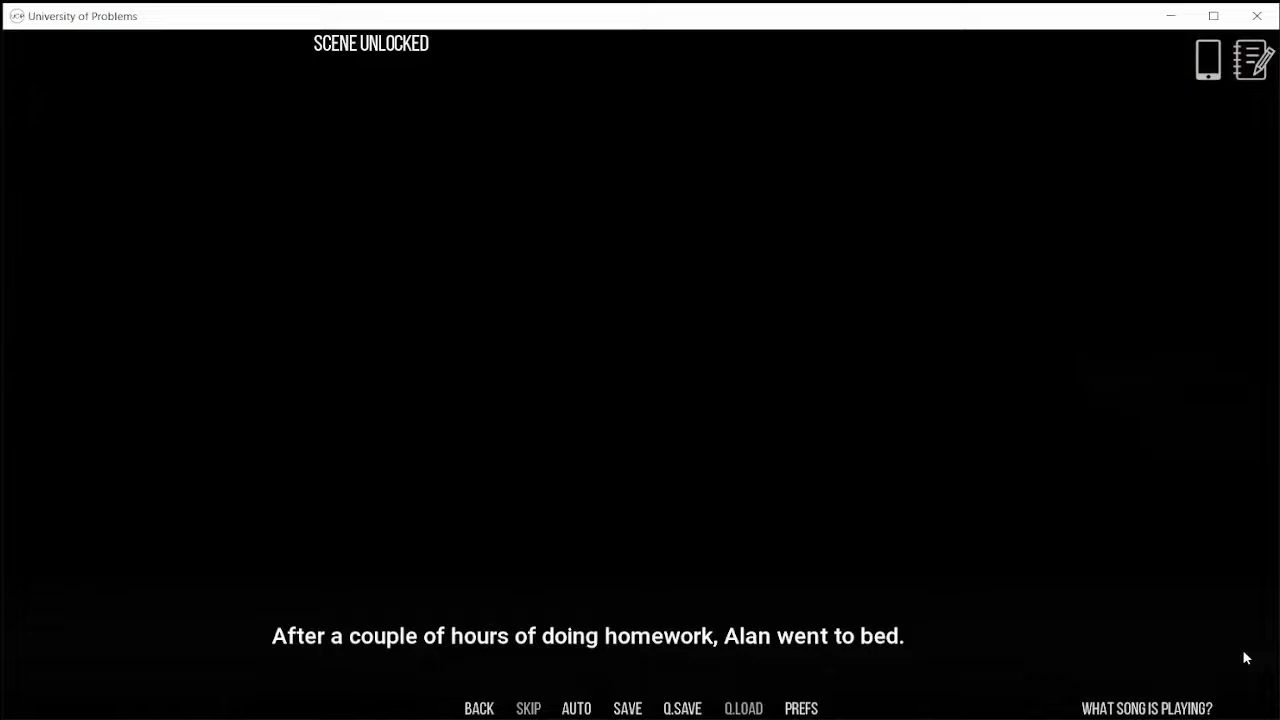 University of Problems
SCENE UNLOCKED
After a couple of hours of doing homework, Alan went to bed.
BACK SKIP AUTO SAVE Q.SAVE Q.LOAD PREFS WHAT SONG IS PLAYING?